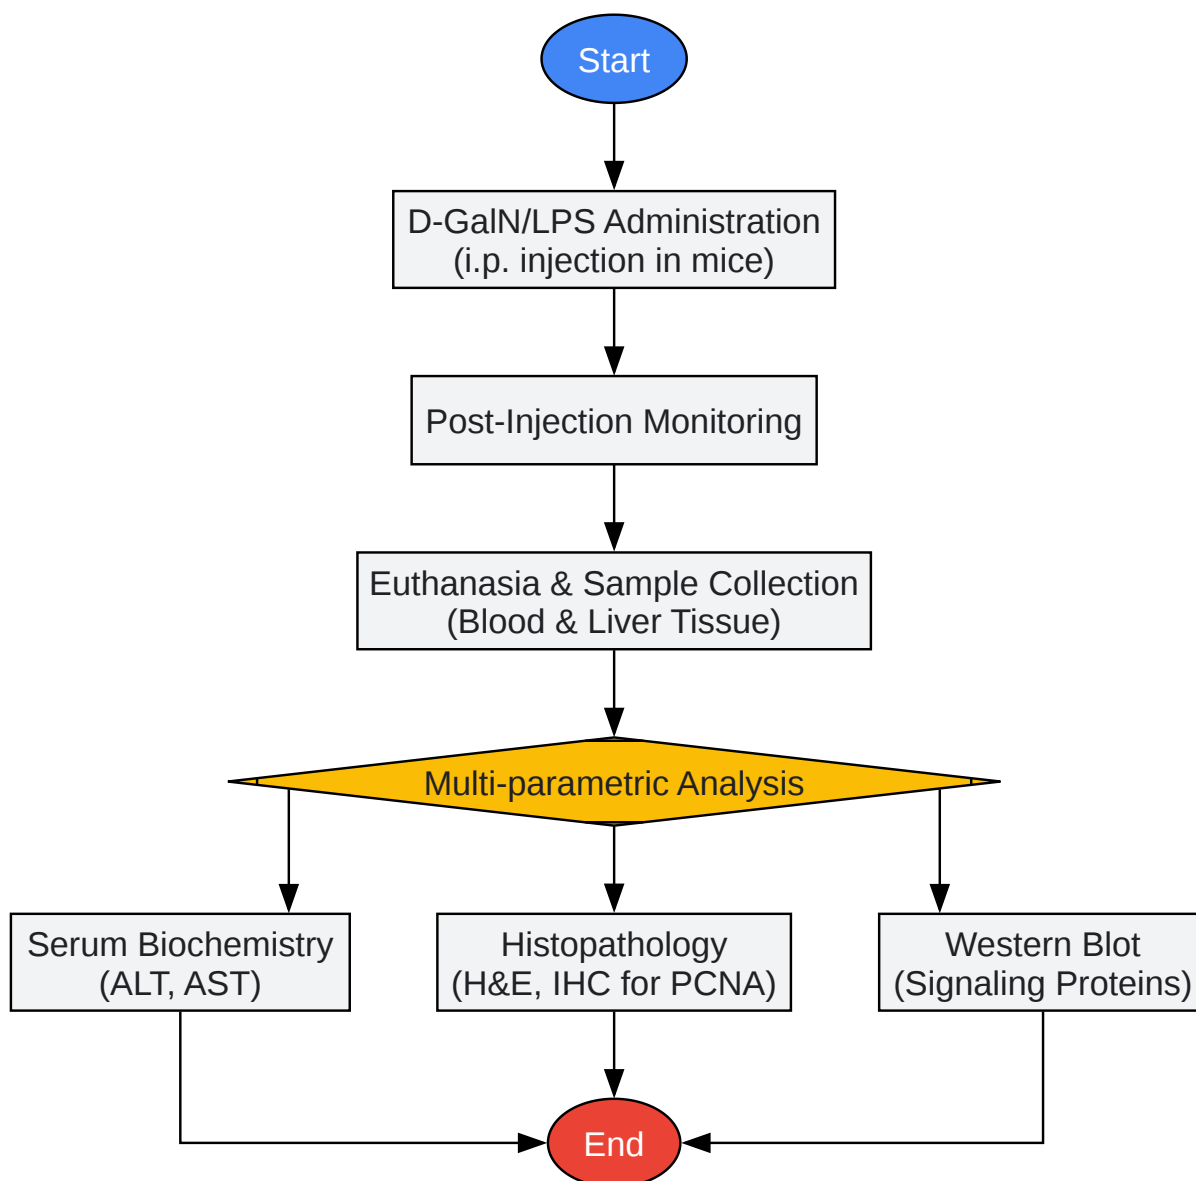 Start
D-GalN/LPS Administration
(i.p. injection in mice)
Post-Injection Monitoring
Euthanasia & Sample Collection
(Blood & Liver Tissue)
Multi-parametric Analysis
Serum Biochemistry
(ALT, AST)
Histopathology
(H&E, IHC for PCNA)
Western Blot
(Signaling Proteins)
End